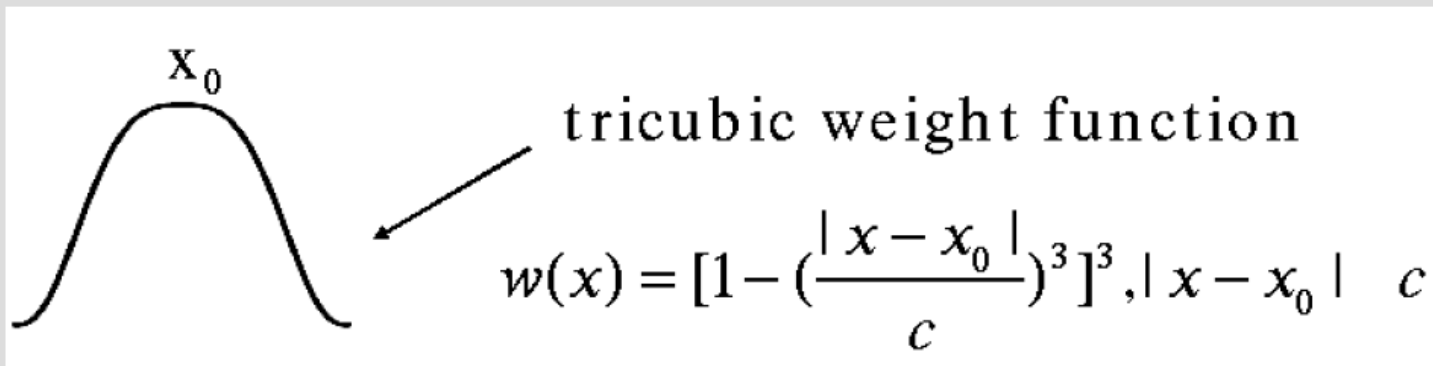 x₀
tricubic weight function
w(x) = [1−(|x − x₀|/c)³]³,| x − x₀ | c